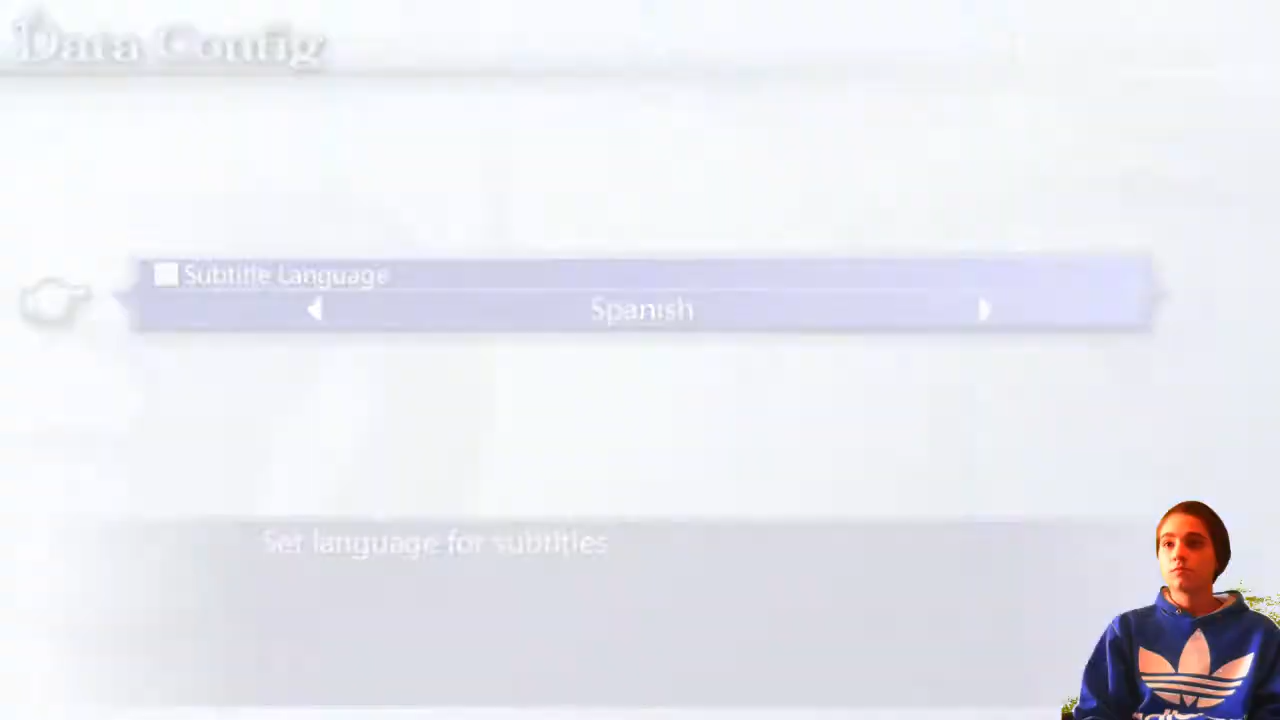 Data Config
Subtitle Language
Spanish
Set language for subtitles